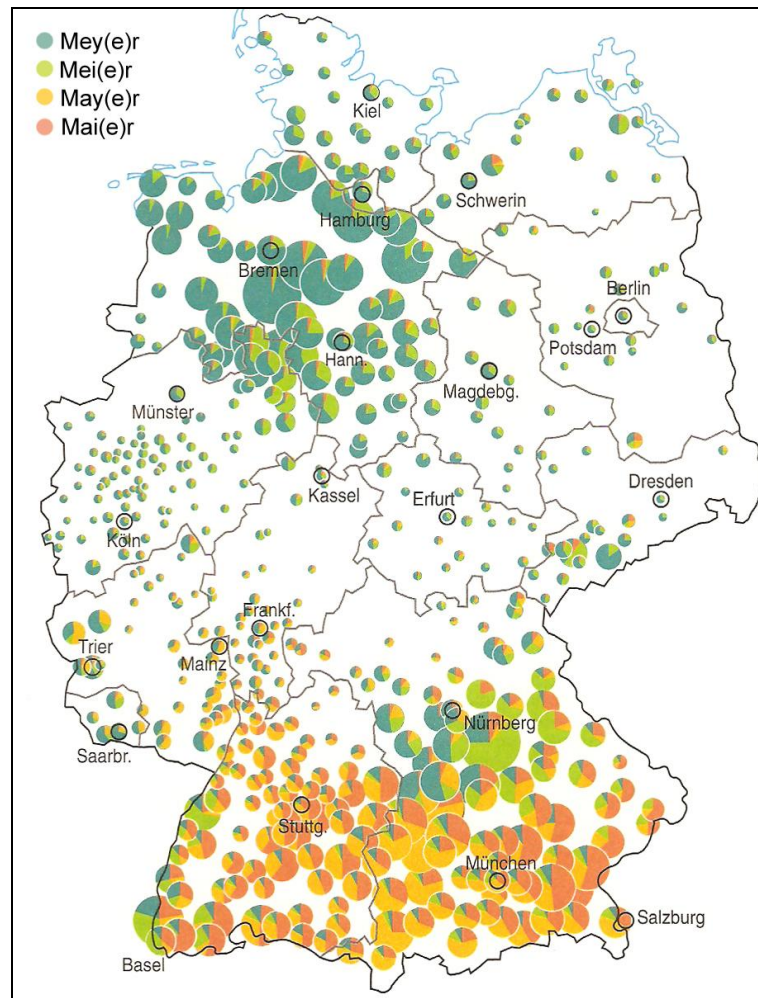 Mey(e)r
Mei(e)r
May(e)r
Mai(e)r
Kiel
Schwerin
Hamburg
Bremen
Berlin
Potsdam
Hann.
Magdebg.
Münster
Kassel
Erfurt
Dresden
Köln
Frankf.
Trier
Mainz
Nürnberg
Saarbr.
Stuttg.
München
Salzburg
Basel